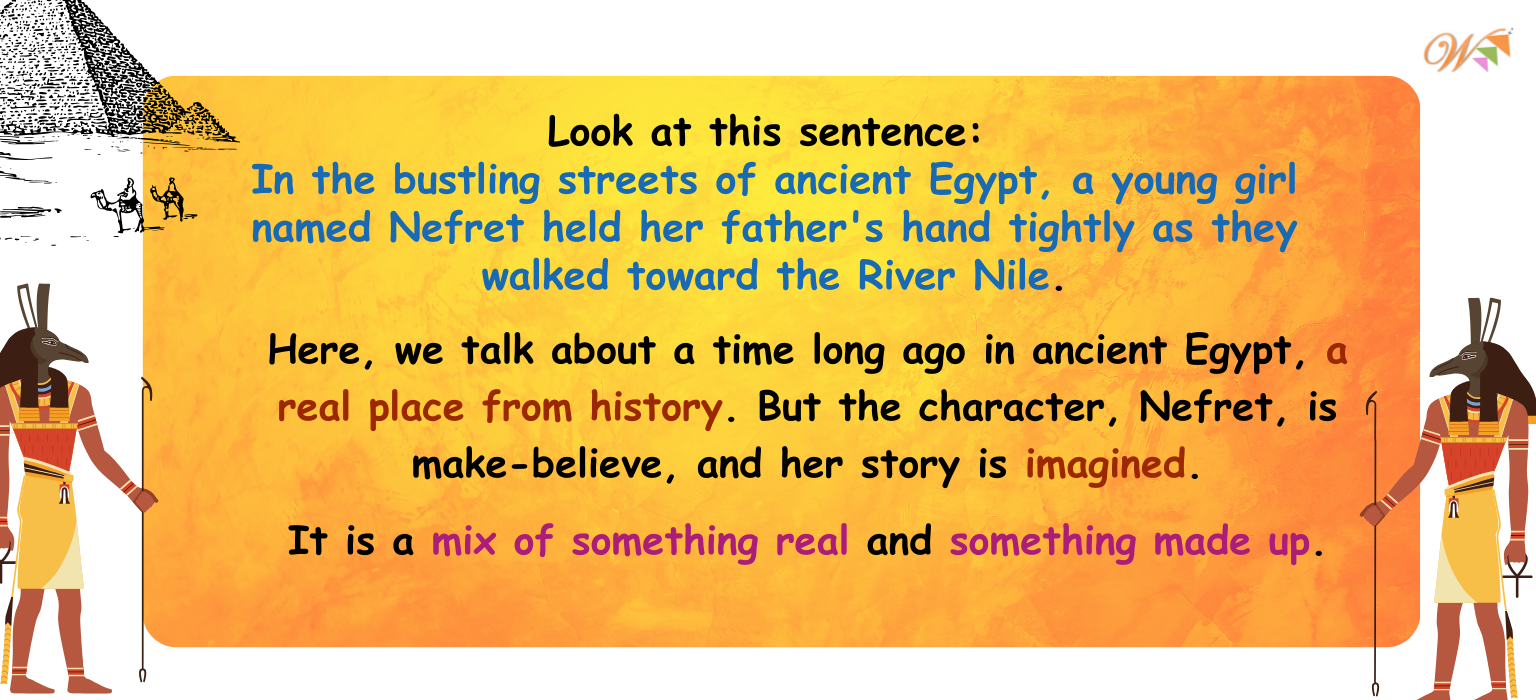 Look at this sentence:
In the bustling streets of ancient Egypt, a young girl
named Nefret held her father's hand tightly as they
walked toward the River Nile.
Here, we talk about a time long ago in ancient Egypt, a
real place from history. But the character, Nefret, is
make-believe, and her story is imagined.
It is a mix of something real and something made up.